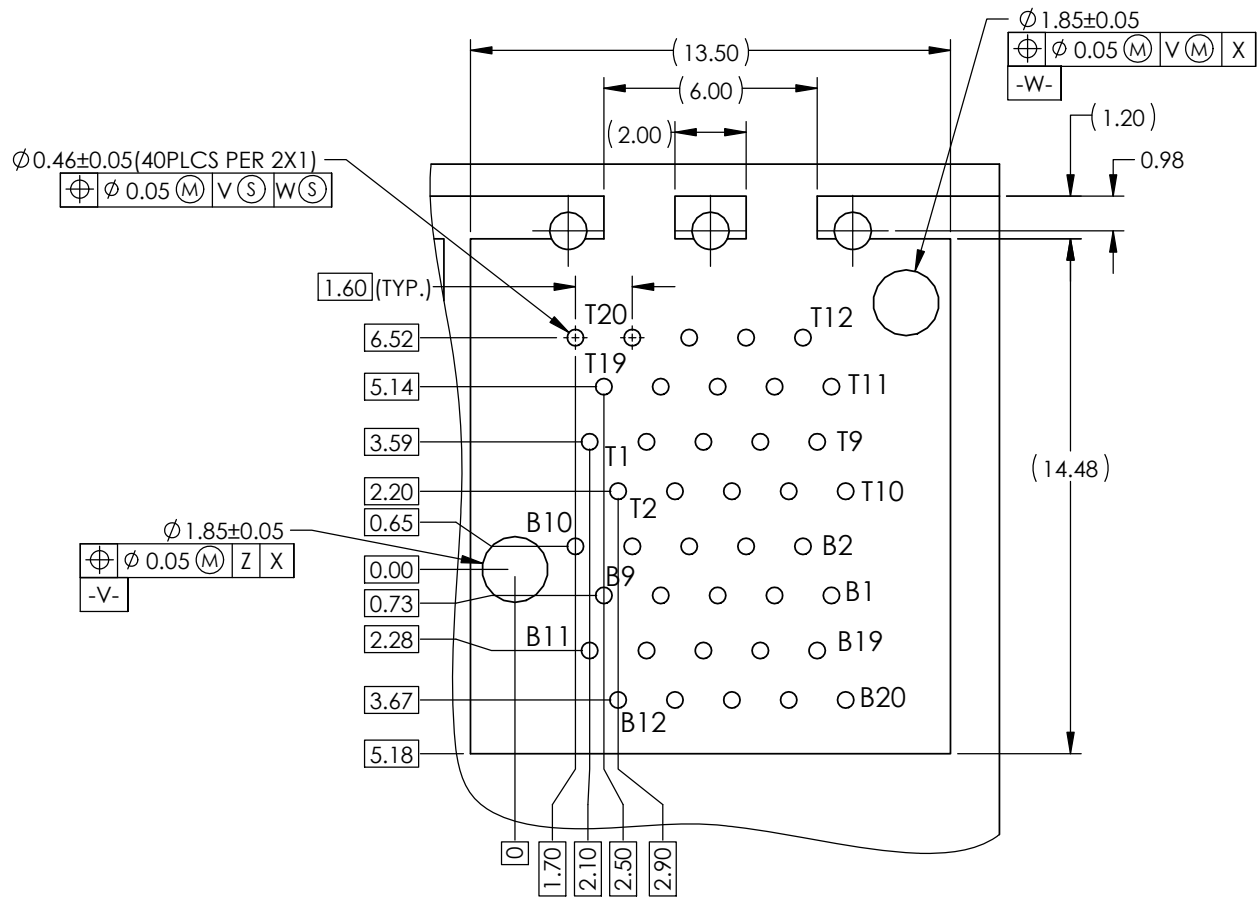 Ø1.85±0.05
⌖ Ø 0.05 Ⓜ V Ⓜ X
-W-
(13.50)
(6.00)
(2.00)
(1.20)
0.98
Ø0.46±0.05(40PLCS PER 2X1)
⌖ Ø 0.05 Ⓜ V Ⓢ W Ⓢ
1.60 (TYP.)
T20
T12
6.52
T19
5.14
T11
3.59
T9
T1
2.20
T10
(14.48)
T2
0.65
B10
B2
Ø1.85±0.05
⌖ Ø 0.05 Ⓜ Z X
-V-
0.00
B9
0.73
B1
2.28
B11
B19
3.67
B20
B12
5.18
0
1.70
2.10
2.50
2.90